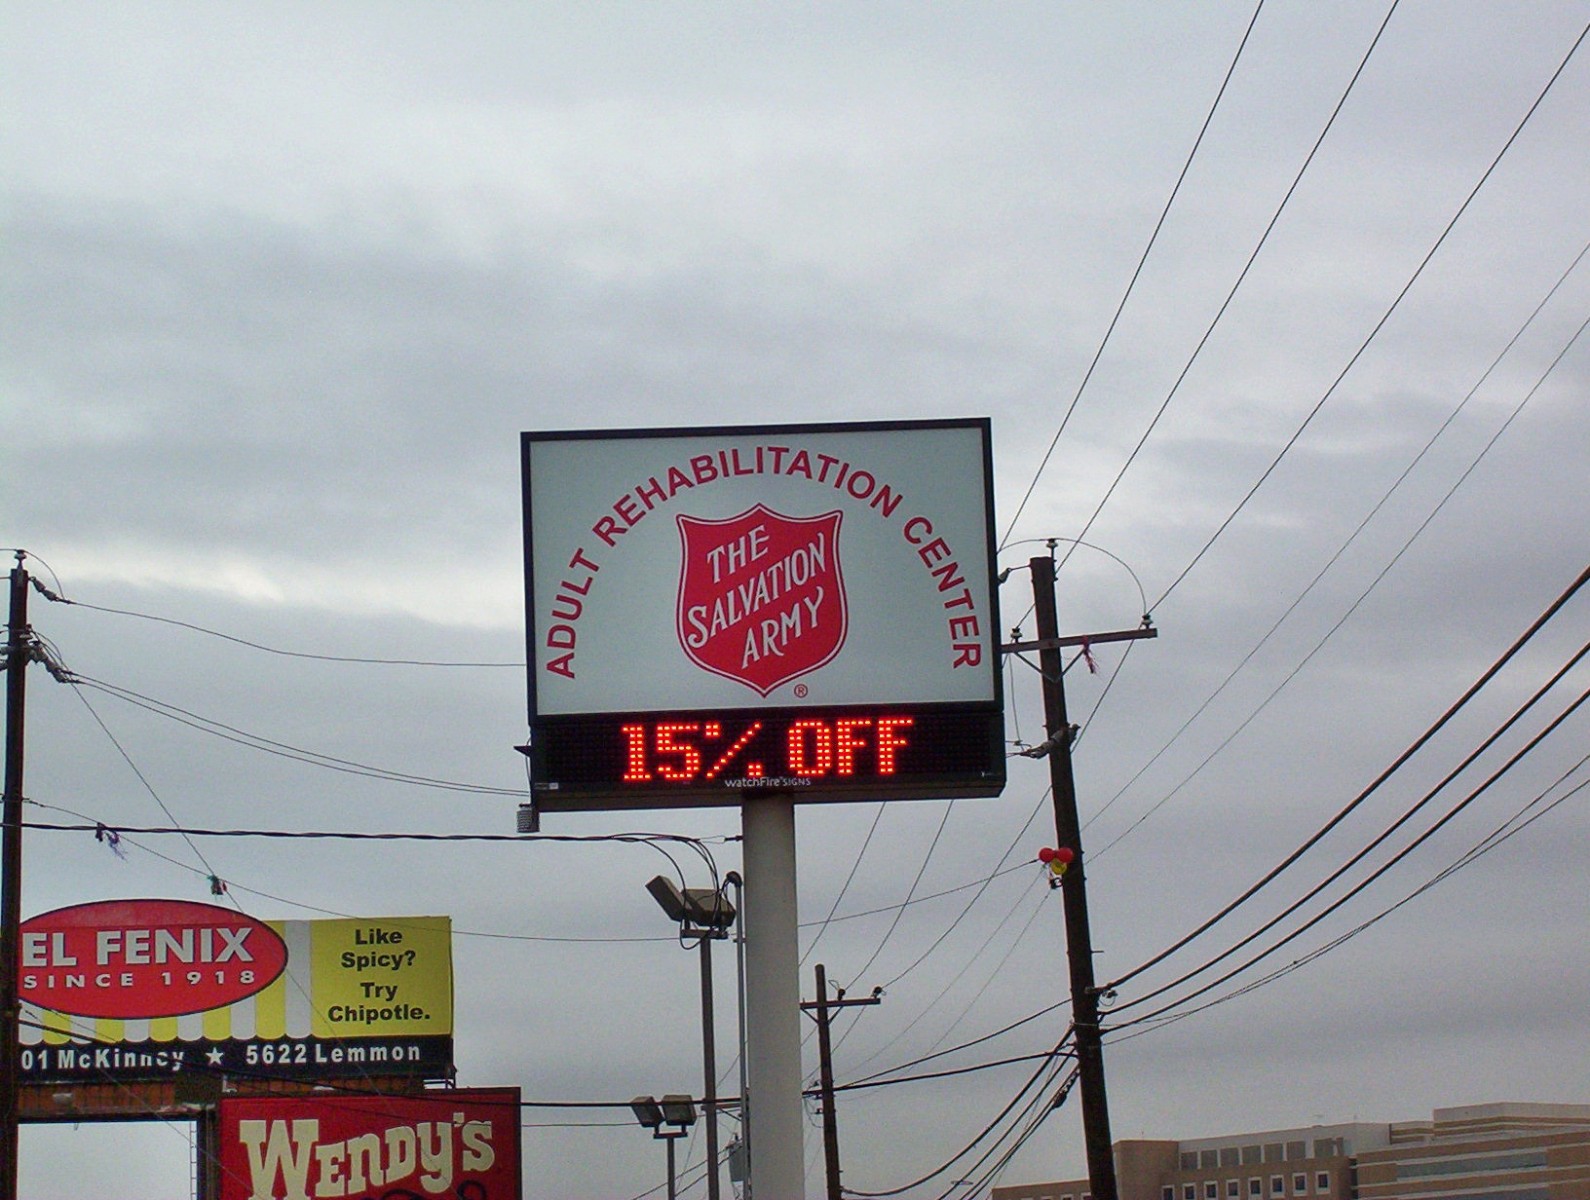 ADULT REHABILITATION CENTER
THE
SALVATION
ARMY
®
15% OFF
watchFire SIGNS
EL FENIX
SINCE 1918
Like
Spicy?
Try
Chipotle.
01 McKinney ★ 5622 Lemmon
WENDY'S